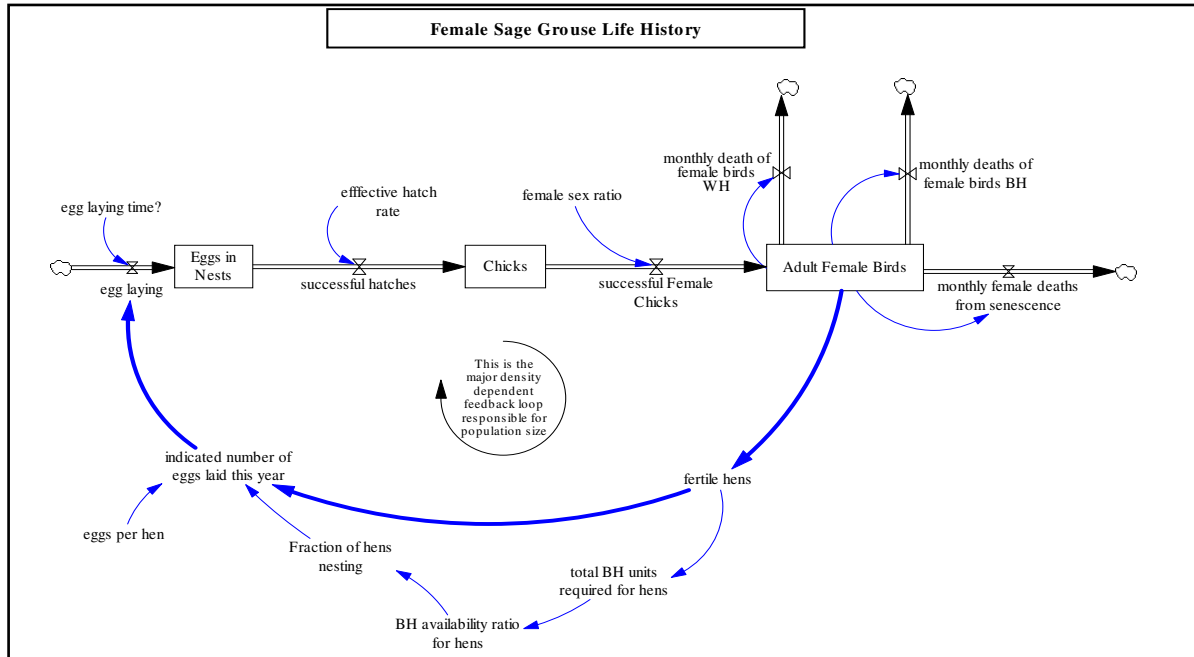 Female Sage Grouse Life History
monthly death of
female birds
WH
monthly deaths of
female birds BH
egg laying time?
efffective hatch
rate
female sex ratio
Eggs in
Nests
Chicks
Adult Female Birds
egg laying
successful hatches
successful Female
Chicks
monthly female deaths
from senescence
This is the
major density
dependent
feedback loop
responsible for
population size
indicated number of
eggs laid this year
fertile hens
eggs per hen
Fraction of hens
nesting
total BH units
required for hens
BH availability ratio
for hens